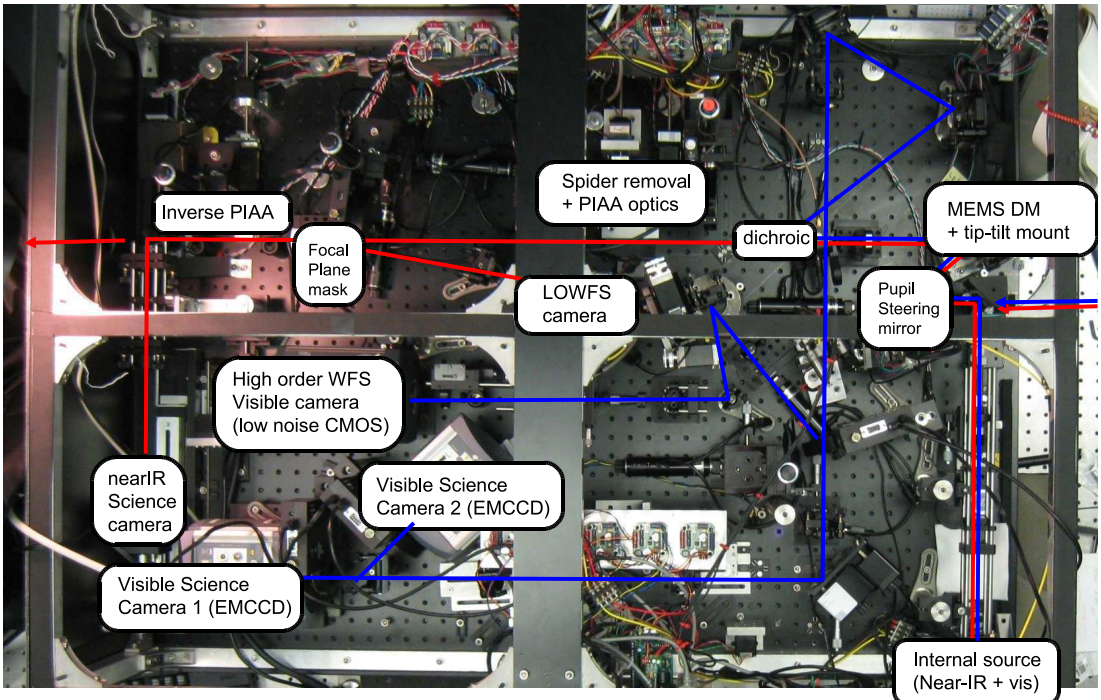 Spider removal
+ PIAA optics
Inverse PIAA
MEMS DM
+ tip-tilt mount
dichroic
Focal
Plane
mask
LOWFS
camera
Pupil
Steering
mirror
High order WFS
Visible camera
(low noise CMOS)
nearIR
Science
camera
Visible Science
Camera 2 (EMCCD)
Visible Science
Camera 1 (EMCCD)
Internal source
(Near-IR + vis)